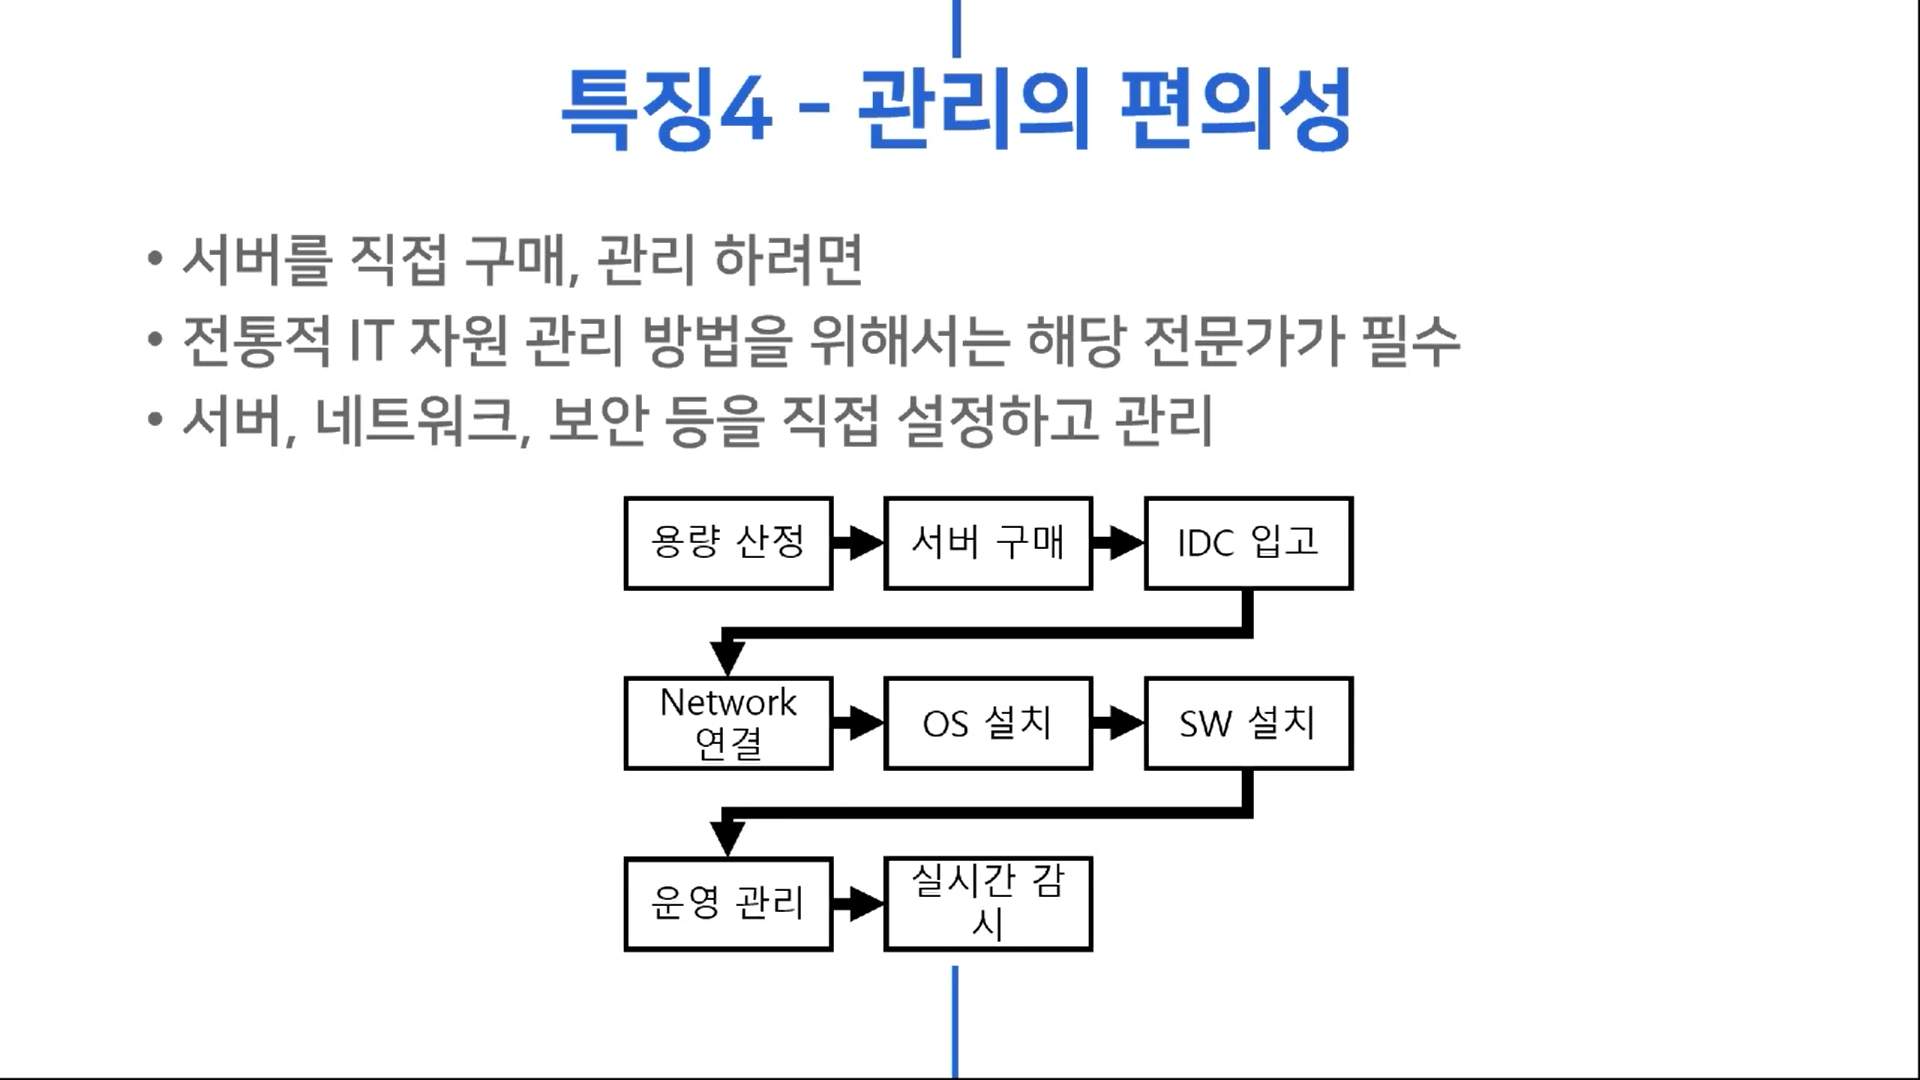 특징4 - 관리의 편의성
• 서버를 직접 구매, 관리 하려면
• 전통적 IT 자원 관리 방법을 위해서는 해당 전문가가 필수
• 서버, 네트워크, 보안 등을 직접 설정하고 관리
용량 산정
서버 구매
IDC 입고
Network
연결
OS 설치
SW 설치
운영 관리
실시간 감
시